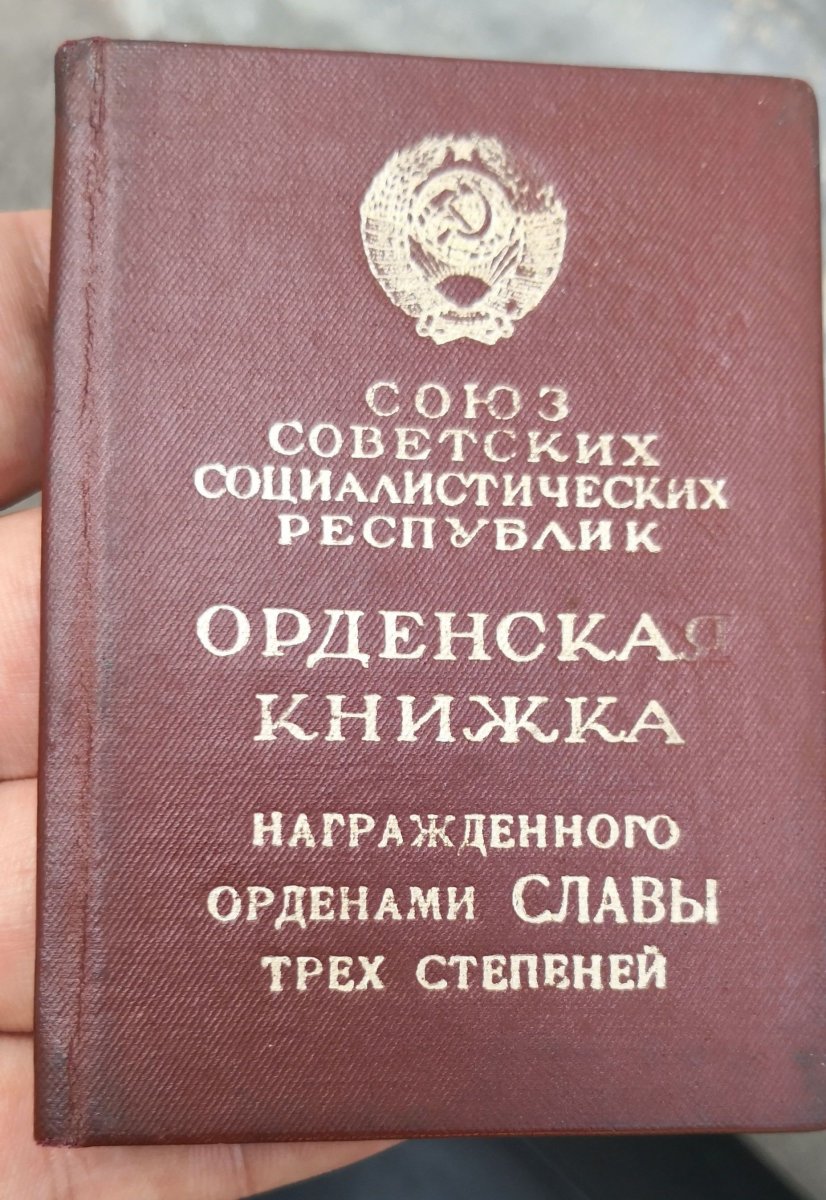 СОЮЗ
СОВЕТСКИХ
СОЦИАЛИСТИЧЕСКИХ
РЕСПУБЛИК
ОРДЕНСКАЯ
КНИЖКА
НАГРАЖДЕННОГО
ОРДЕНАМИ СЛАВЫ
ТРЕХ СТЕПЕНЕЙ